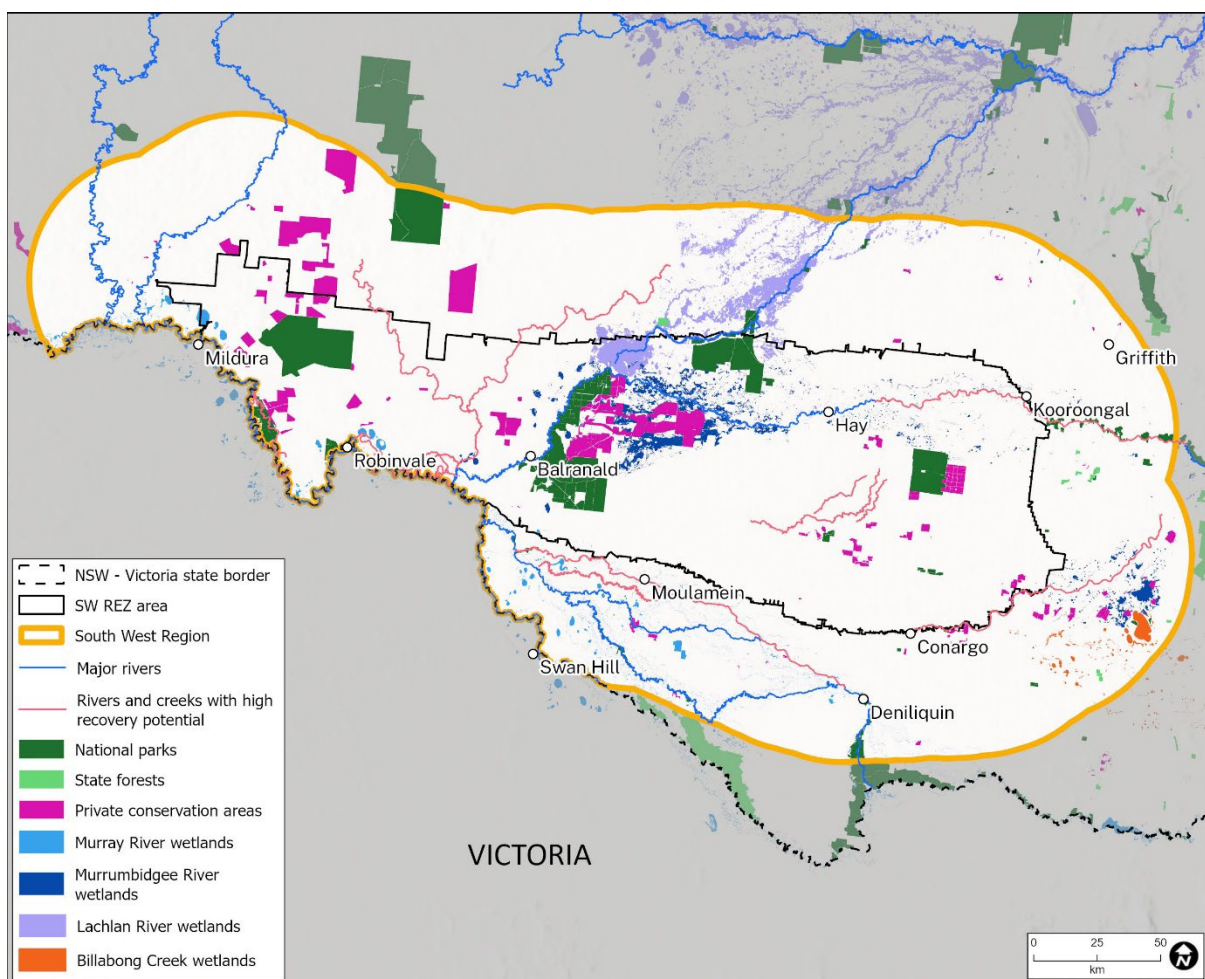 Mildura
Griffith
Kooroongal
Hay
Robinvale
Balranald
Moulamein
Conargo
Swan Hill
Deniliquin
VICTORIA
NSW - Victoria state border
SW REZ area
South West Region
Major rivers
Rivers and creeks with high
recovery potential
National parks
State forests
Private conservation areas
Murray River wetlands
Murrumbidgee River
wetlands
Lachlan River wetlands
Billabong Creek wetlands
0 25 50
km
N